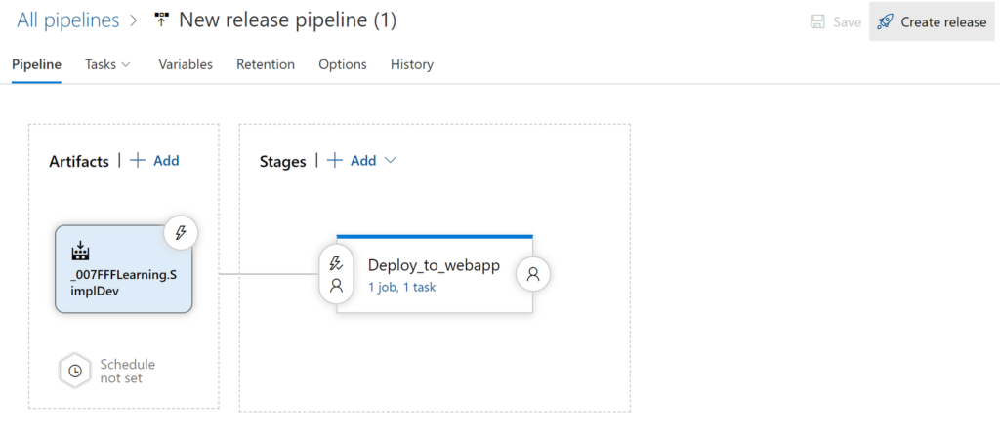 All pipelines > New release pipeline (1)
Save
Create release
Pipeline
Tasks
Variables
Retention
Options
History
Artifacts | + Add
Stages | + Add
_007FFFLearning.S
implDev
Deploy_to_webapp
1 job, 1 task
Schedule
not set